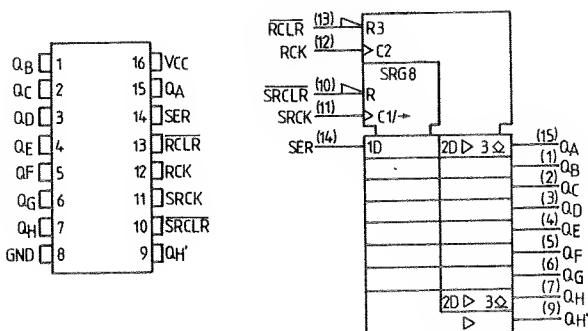 QB 1 16 VCC
QC 2 15 QA
QD 3 14 SER
QE 4 13 RCLR
QF 5 12 RCK
QG 6 11 SRCK
QH 7 10 SRCLR
GND 8 9 QH'
RCLR (13) R3
RCK (12) C2
SRG8
SRCLR (10) R
SRCK (11) C1/→
SER (14) 1D 2D ▷ 3 (15) QA
(1) QB
(2) QC
(3) QD
(4) QE
(5) QF
(6) QG
(7) QH
2D ▷ 3
(9) QH'
▷